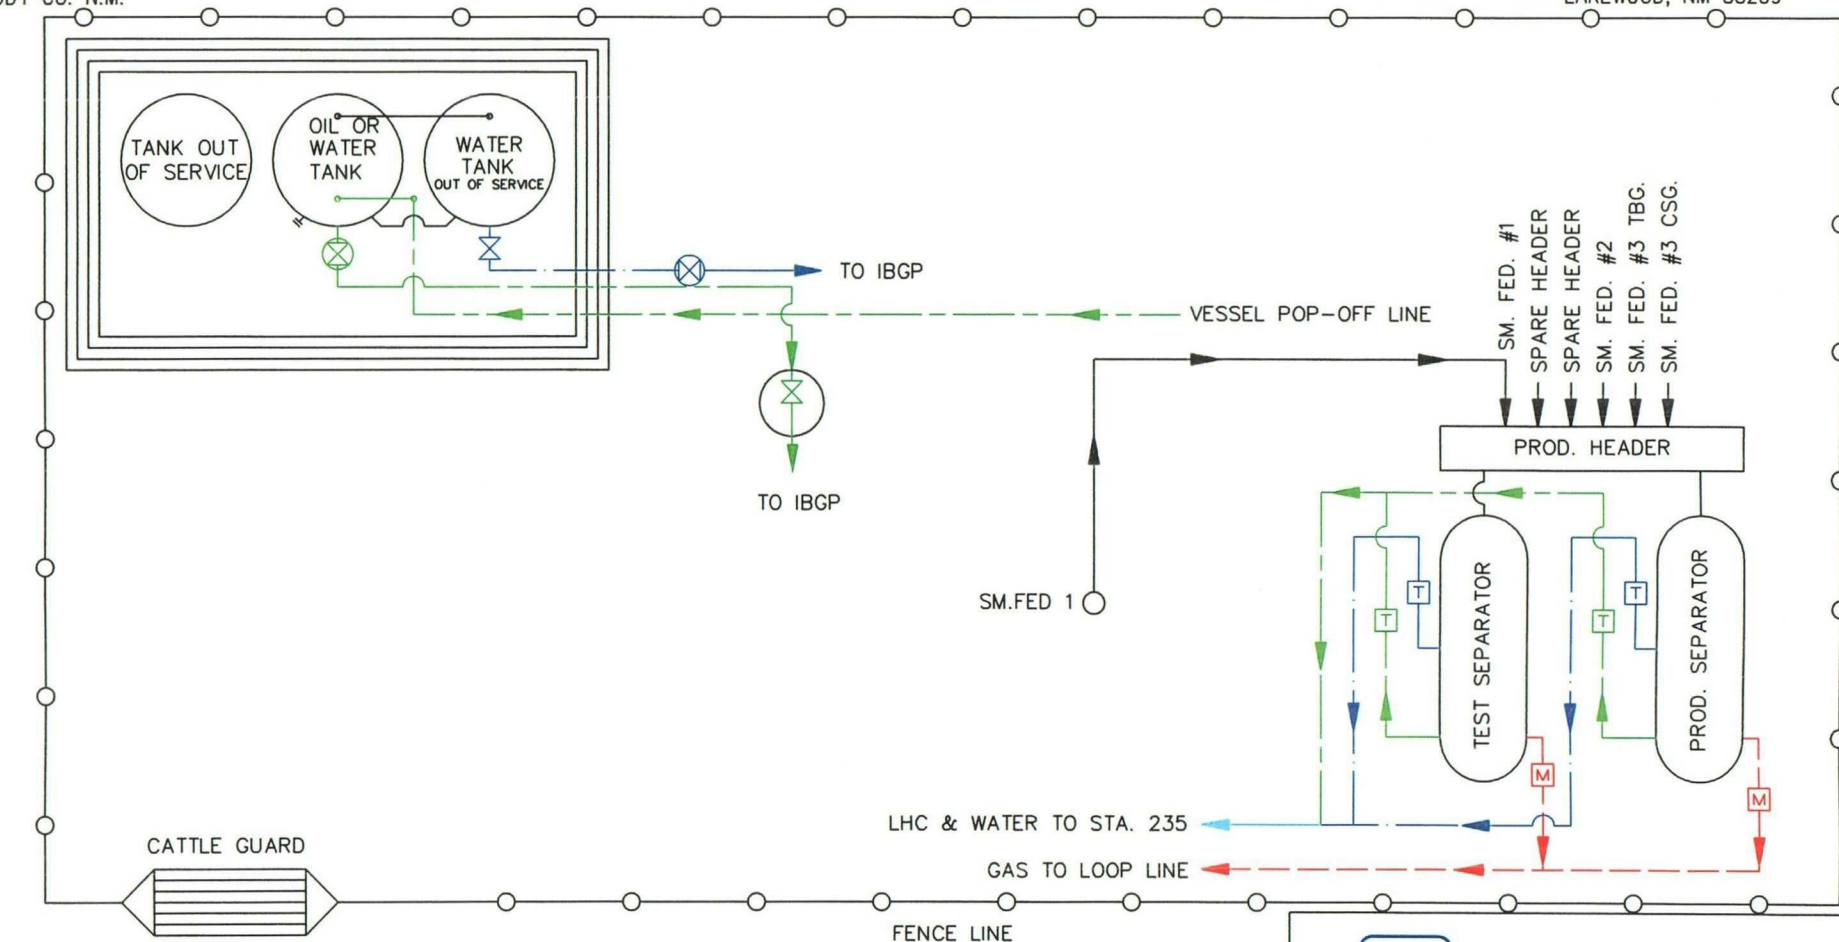 TANK OUT
OF SERVICE
OIL OR
WATER
TANK
WATER
TANK
OUT OF SERVICE
TO IBGP
VESSEL POP-OFF LINE
TO IBGP
SM. FED. #1
SPARE HEADER
SPARE HEADER
SM. FED. #2
SM. FED. #3 TBG.
SM. FED. #3 CSG.
PROD. HEADER
SM.FED 1
T
T
T
T
TEST SEPARATOR
PROD. SEPARATOR
M
M
LHC & WATER TO STA. 235
GAS TO LOOP LINE
CATTLE GUARD
FENCE LINE